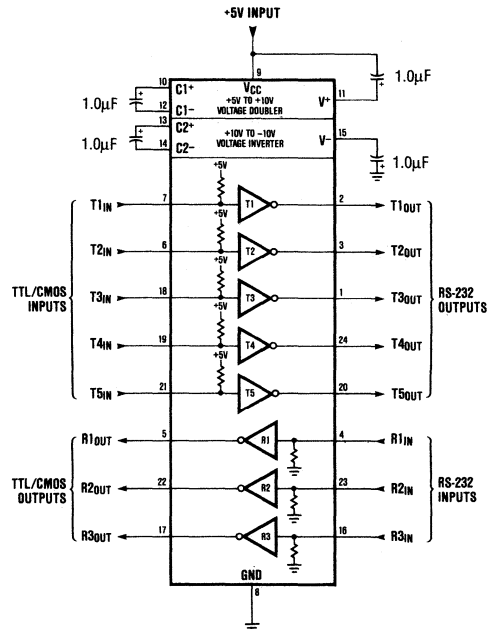 +5V INPUT
9
10 C1+ VCC
1.0µF +5V TO +10V V+ 11 1.0µF
12 C1- VOLTAGE DOUBLER
13 C2+
1.0µF +10V TO -10V V- 15
14 C2- VOLTAGE INVERTER 1.0µF
+5V
T1IN 7 T1 2 T1OUT
+5V
T2IN 6 T2 3 T2OUT
+5V
TTL/CMOS INPUTS T3IN 18 T3 1 T3OUT RS-232 OUTPUTS
+5V
T4IN 19 T4 24 T4OUT
+5V
T5IN 21 T5 20 T5OUT
R1OUT 5 R1 4 R1IN
TTL/CMOS OUTPUTS R2OUT 22 R2 23 R2IN RS-232 INPUTS
R3OUT 17 R3 16 R3IN
GND
8